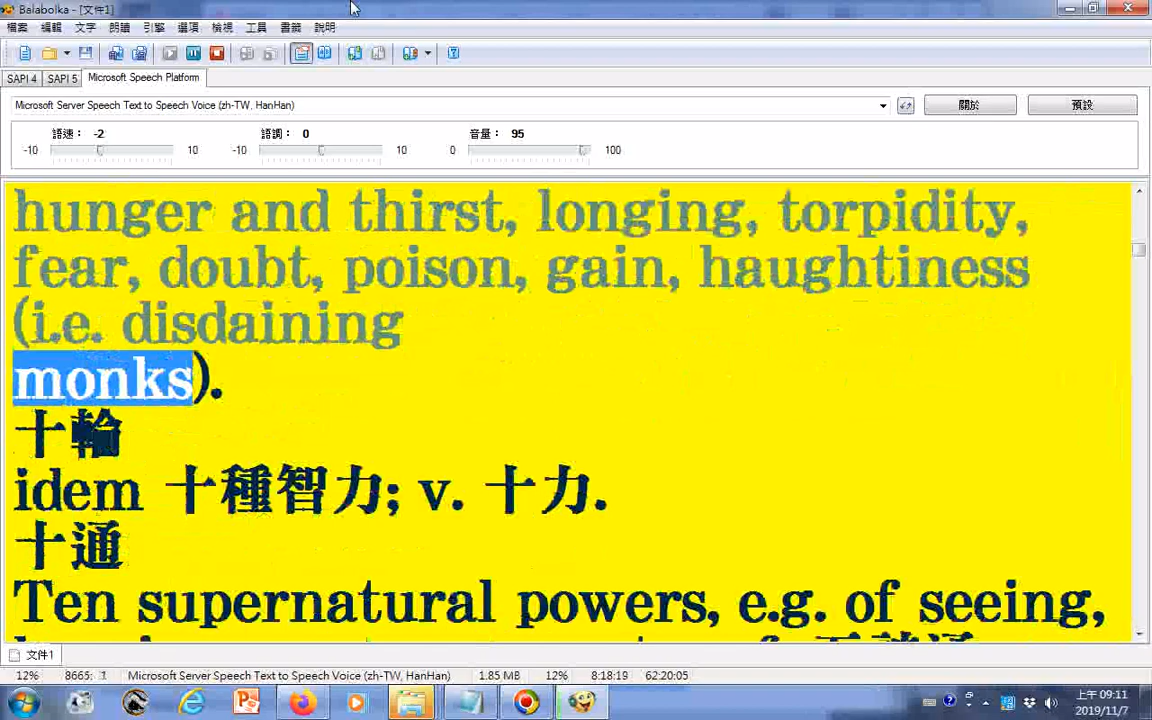 Balabolka - [文件1]
檔案 編輯 文字 朗讀 引擎 選項 檢視 工具 書籤 說明
SAPI 4 SAPI 5 Microsoft Speech Platform
Microsoft Server Speech Text to Speech Voice (zh-TW, HanHan) 關於 預設
語速： -2 語調： 0 音量： 95
-10 10 -10 10 0 100
hunger and thirst, longing, torpidity,
fear, doubt, poison, gain, haughtiness
(i.e. disdaining
monks).
十輪
idem 十種智力; v. 十力.
十通
Ten supernatural powers, e.g. of seeing,
文件1
12% 8665: 1 Microsoft Server Speech Text to Speech Voice (zh-TW, HanHan) 1.85 MB 12% 8:18:19 62:20:05
上午 09:11
2019/11/7